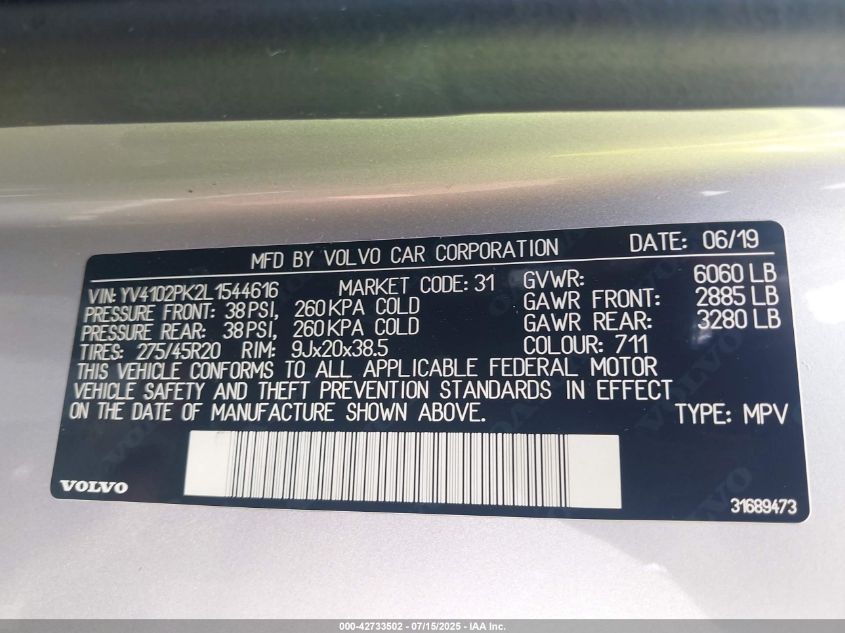 MFD BY VOLVO CAR CORPORATION DATE: 06/19
VIN: YV4102PK2L1544616 MARKET CODE: 31 GVWR: 6060 LB
PRESSURE FRONT: 38 PSI, 260 KPA COLD GAWR FRONT: 2885 LB
PRESSURE REAR: 38 PSI, 260 KPA COLD GAWR REAR: 3280 LB
TIRES: 275/45R20 RIM: 9Jx20x38.5 COLOUR: 711
THIS VEHICLE CONFORMS TO ALL APPLICABLE FEDERAL MOTOR
VEHICLE SAFETY AND THEFT PREVENTION STANDARDS IN EFFECT
ON THE DATE OF MANUFACTURE SHOWN ABOVE. TYPE: MPV
VOLVO 31689473
000-42733502 - 07/15/2025 - IAA Inc.